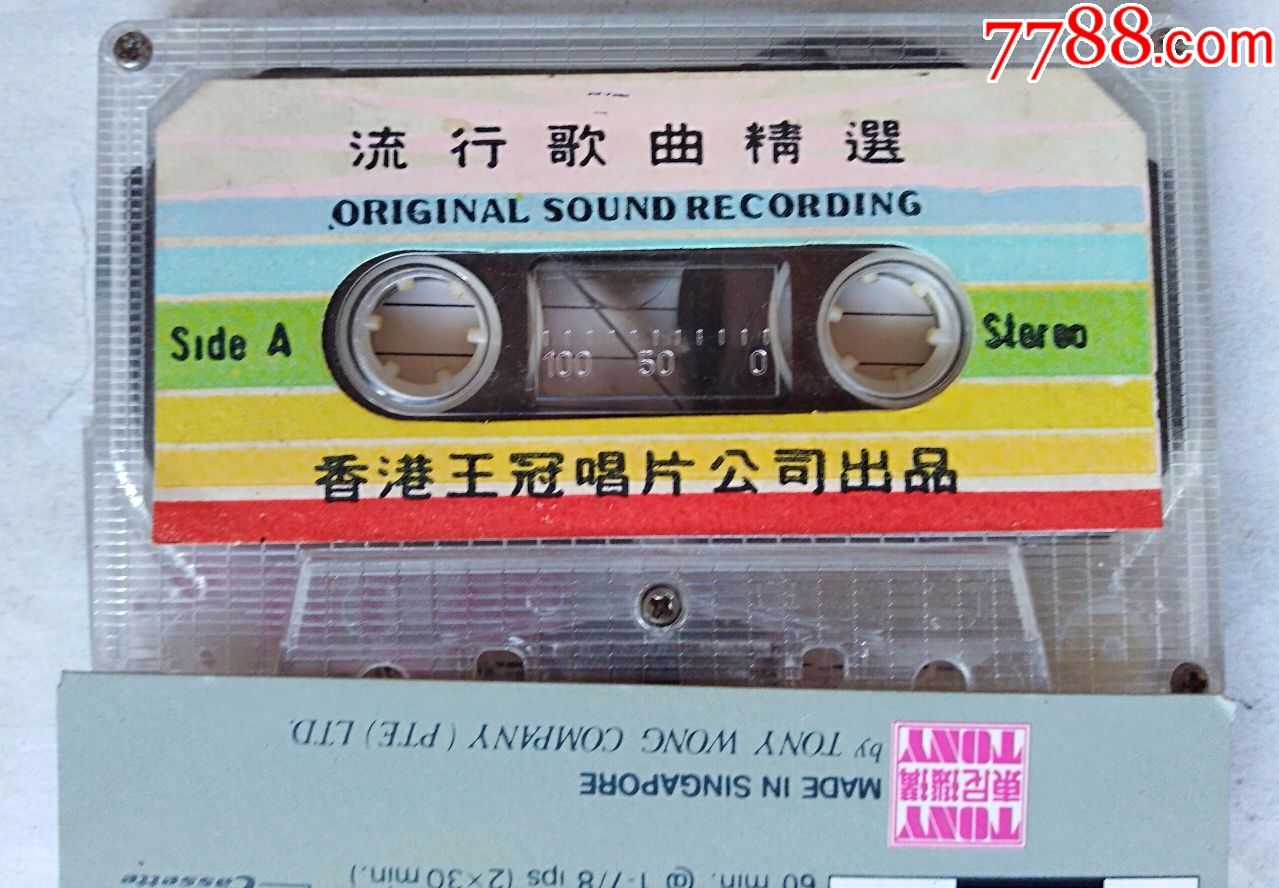 7788.com
流行歌曲精選
ORIGINAL SOUND RECORDING
Side A
Stereo
100 50 0
香港王冠唱片公司出品
by TONY WONG COMPANY (PTE) LTD.
MADE IN SINGAPORE
TONY
東尼機構
TONY
60 min. @ 1-7/8 ips (2×30 min.)
Cassette